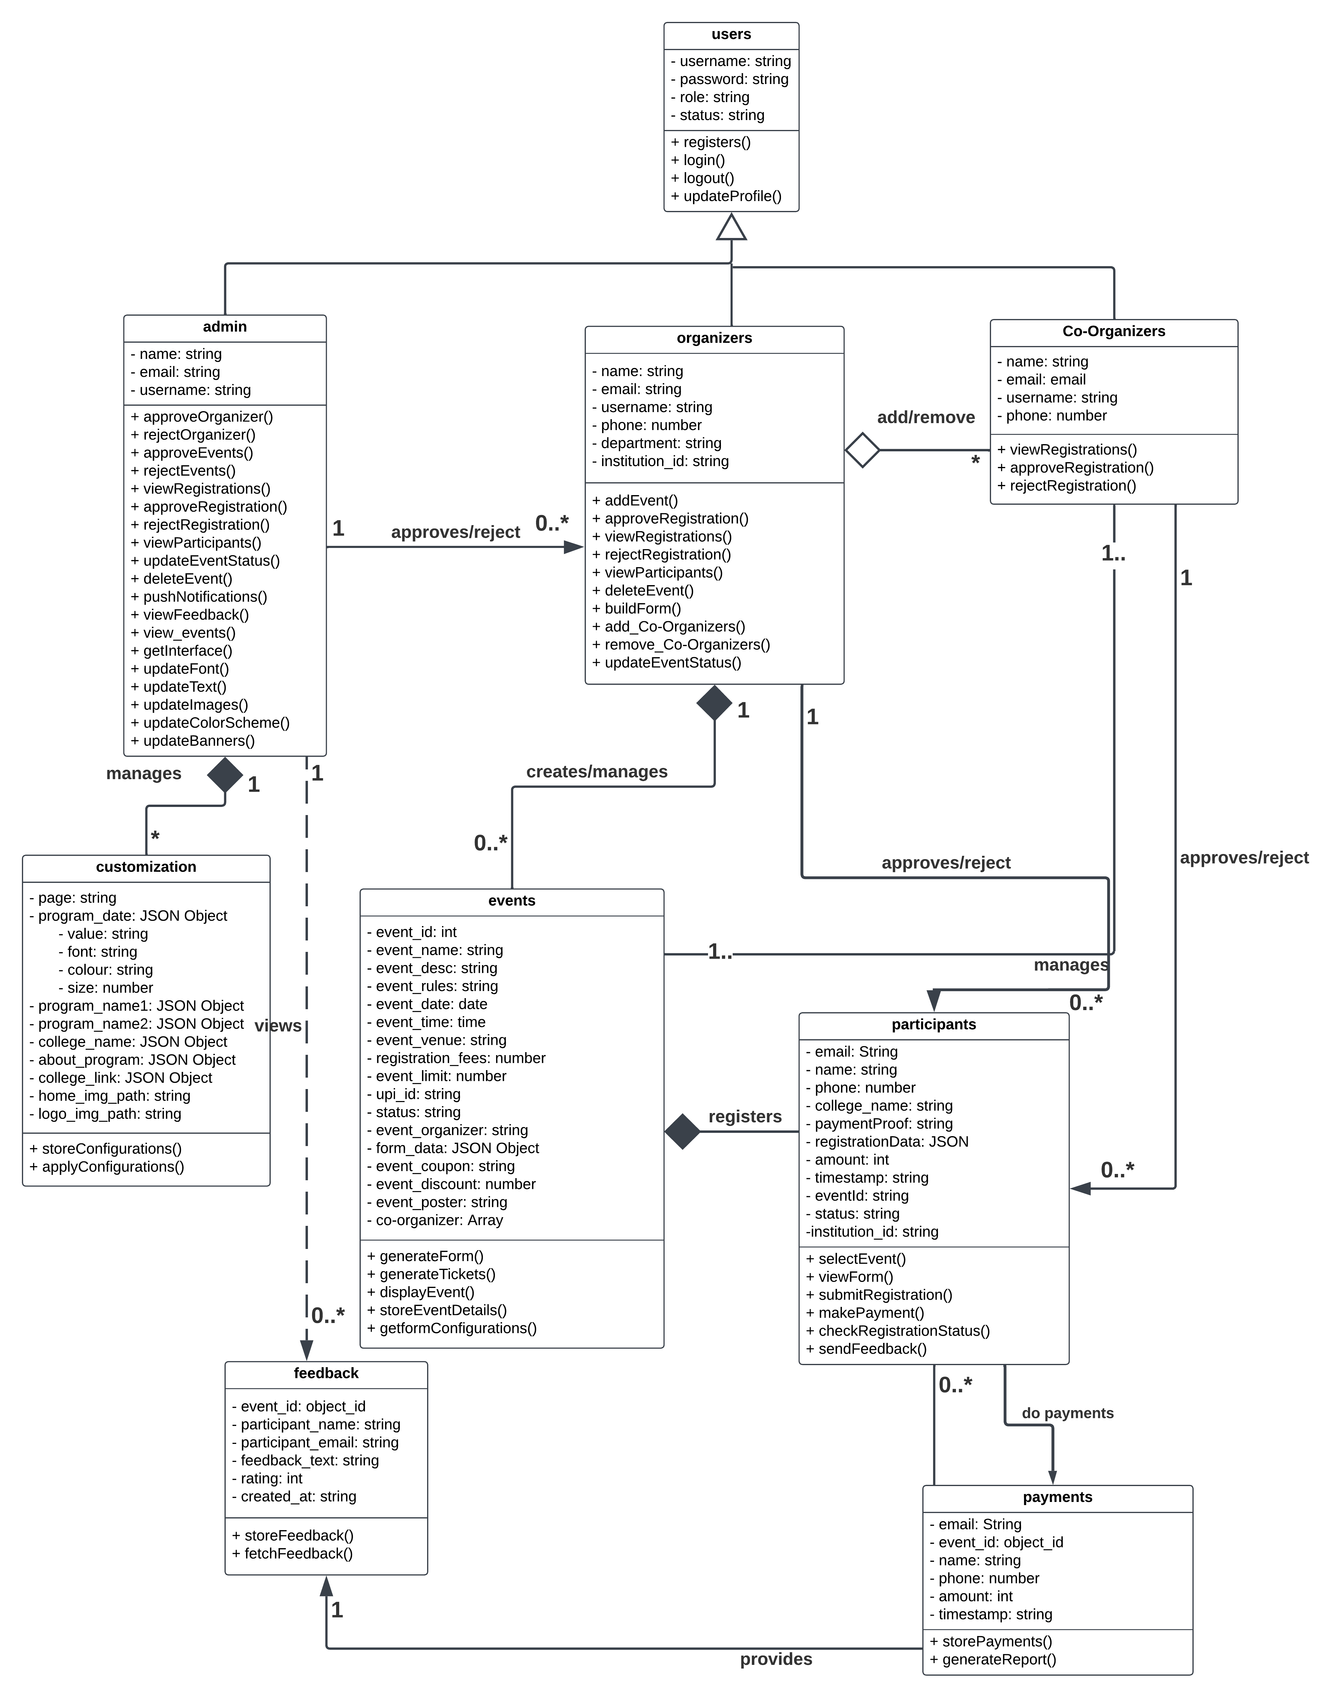 users
- username: string
- password: string
- role: string
- status: string
+ registers()
+ login()
+ logout()
+ updateProfile()
admin
- name: string
- email: string
- username: string
+ approveOrganizer()
+ rejectOrganizer()
+ approveEvents()
+ rejectEvents()
+ viewRegistrations()
+ approveRegistration()
+ rejectRegistration()
+ viewParticipants()
+ updateEventStatus()
+ deleteEvent()
+ pushNotifications()
+ viewFeedback()
+ view_events()
+ getInterface()
+ updateFont()
+ updateText()
+ updateImages()
+ updateColorScheme()
+ updateBanners()
organizers
- name: string
- email: string
- username: string
- phone: number
- department: string
- institution_id: string
+ addEvent()
+ approveRegistration()
+ viewRegistrations()
+ rejectRegistration()
+ viewParticipants()
+ deleteEvent()
+ buildForm()
+ add_Co-Organizers()
+ remove_Co-Organizers()
+ updateEventStatus()
Co-Organizers
- name: string
- email: email
- username: string
- phone: number
+ viewRegistrations()
+ approveRegistration()
+ rejectRegistration()
add/remove
*
1
approves/reject
0..*
1..
1
1
1
creates/manages
0..*
manages
1
1
*
approves/reject
approves/reject
customization
- page: string
- program_date: JSON Object
- value: string
- font: string
- colour: string
- size: number
- program_name1: JSON Object
- program_name2: JSON Object
- college_name: JSON Object
- about_program: JSON Object
- college_link: JSON Object
- home_img_path: string
- logo_img_path: string
+ storeConfigurations()
+ applyConfigurations()
views
0..*
events
- event_id: int
- event_name: string
- event_desc: string
- event_rules: string
- event_date: date
- event_time: time
- event_venue: string
- registration_fees: number
- event_limit: number
- upi_id: string
- status: string
- event_organizer: string
- form_data: JSON Object
- event_coupon: string
- event_discount: number
- event_poster: string
- co-organizer: Array
+ generateForm()
+ generateTickets()
+ displayEvent()
+ storeEventDetails()
+ getformConfigurations()
1..
manages
0..*
registers
participants
- email: String
- name: string
- phone: number
- college_name: string
- paymentProof: string
- registrationData: JSON
- amount: int
- timestamp: string
- eventId: string
- status: string
-institution_id: string
+ selectEvent()
+ viewForm()
+ submitRegistration()
+ makePayment()
+ checkRegistrationStatus()
+ sendFeedback()
0..*
0..*
do payments
feedback
- event_id: object_id
- participant_name: string
- participant_email: string
- feedback_text: string
- rating: int
- created_at: string
+ storeFeedback()
+ fetchFeedback()
payments
- email: String
- event_id: object_id
- name: string
- phone: number
- amount: int
- timestamp: string
+ storePayments()
+ generateReport()
1
provides